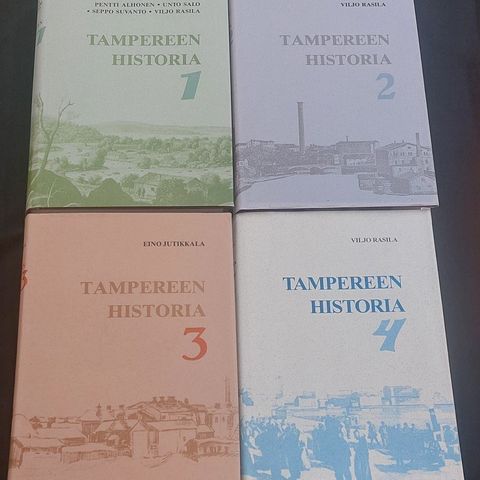 PENTTI ALHONEN • UNTO SALO
• SEPPO SUVANTO • VILJO RASILA
TAMPEREEN
HISTORIA
1
VILJO RASILA
TAMPEREEN
HISTORIA
2
EINO JUTIKKALA
TAMPEREEN
HISTORIA
3
VILJO RASILA
TAMPEREEN
HISTORIA
4